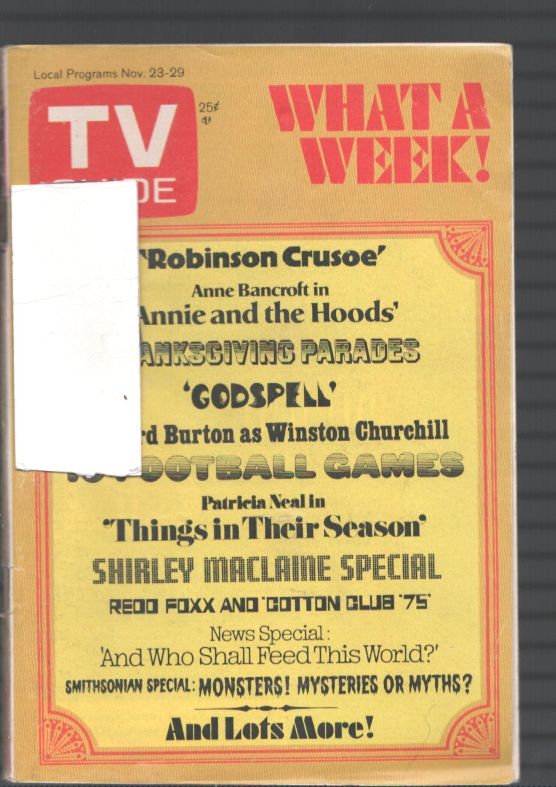 Local Programs Nov. 23-29
TV
25¢
WHAT A
WEEK!
'Robinson Crusoe'
Anne Bancroft in
Annie and the Hoods'
PARADES
'GODSPELL'
Burton as Winston Churchill
GAMES
Patricia Neal in
'Things in Their Season'
SHIRLEY MACLAINE SPECIAL
REDD FOXX AND 'COTTON CLUB '75'
News Special:
'And Who Shall Feed This World?'
SMITHSONIAN SPECIAL: MONSTERS! MYSTERIES OR MYTHS?
And Lots More!